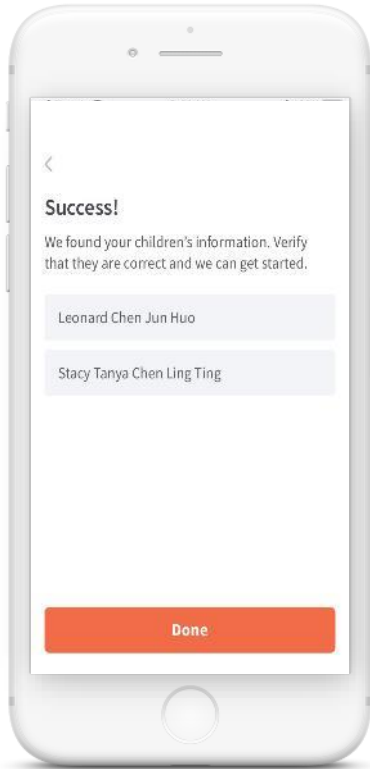 Success!
We found your children's information. Verify
that they are correct and we can get started.
Leonard Chen Jun Huo
Stacy Tanya Chen Ling Ting
Done